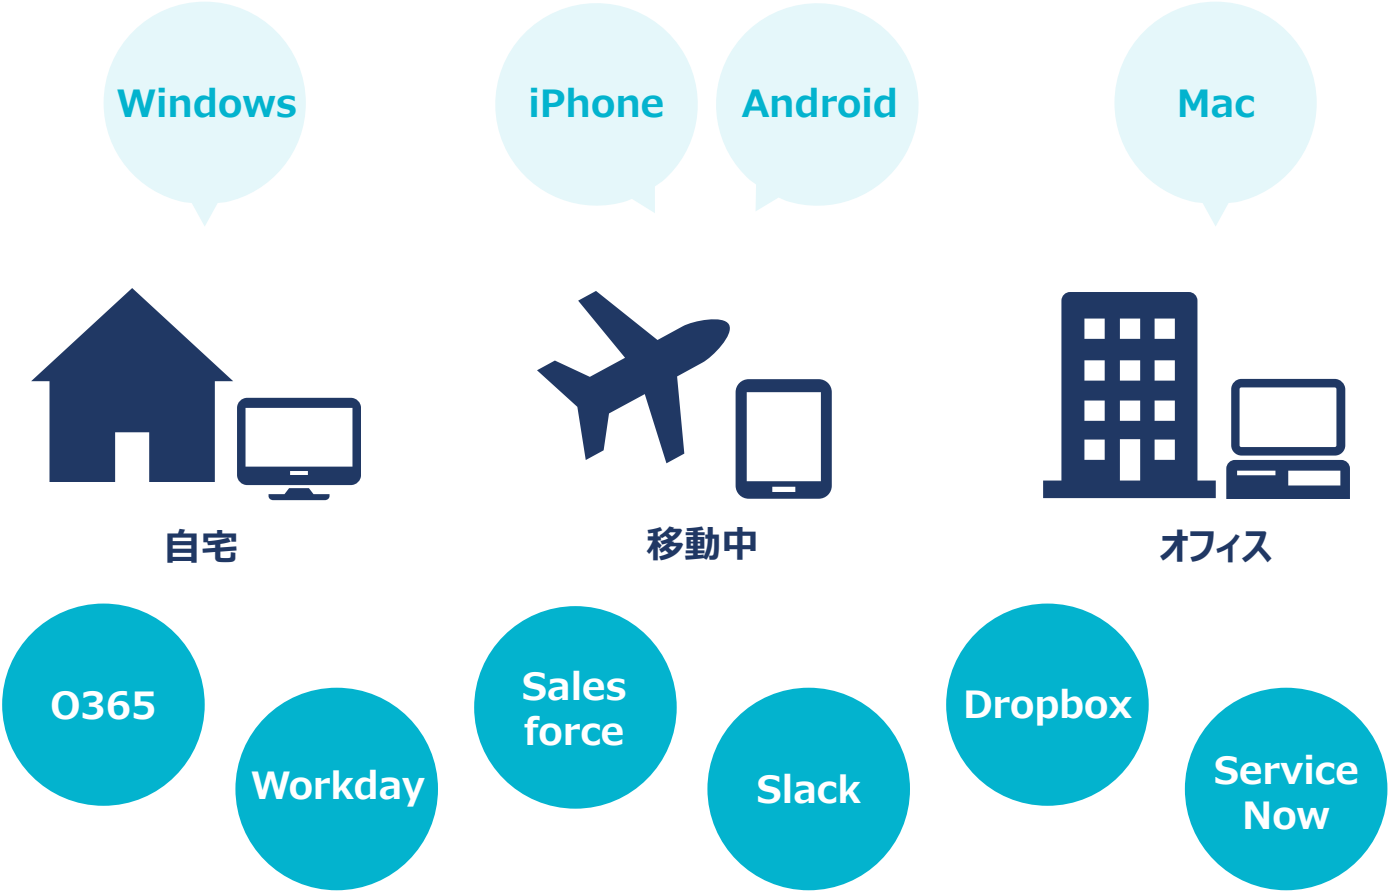 Windows
iPhone
Android
Mac
自宅
移動中
オフィス
O365
Workday
Sales
force
Slack
Dropbox
Service
Now